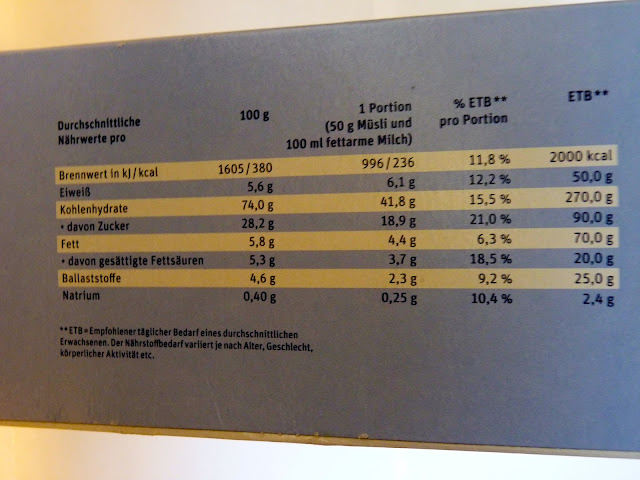 Durchschnittliche
Nährwerte pro
100 g
1 Portion
(50 g Müsli und
100 ml fettarme Milch)
% ETB**
pro Portion
ETB**
Brennwert in kJ/kcal 1605/380 996/236 11,8 % 2000 kcal
Eiweiß 5,6 g 6,1 g 12,2 % 50,0 g
Kohlenhydrate 74,0 g 41,8 g 15,5 % 270,0 g
• davon Zucker 28,2 g 18,9 g 21,0 % 90,0 g
Fett 5,8 g 4,4 g 6,3 % 70,0 g
• davon gesättigte Fettsäuren 5,3 g 3,7 g 18,5 % 20,0 g
Ballaststoffe 4,6 g 2,3 g 9,2 % 25,0 g
Natrium 0,40 g 0,25 g 10,4 % 2,4 g
**ETB=Empfohlener täglicher Bedarf eines durchschnittlichen
Erwachsenen. Der Nährstoffbedarf variiert je nach Alter, Geschlecht,
körperlicher Aktivität etc.